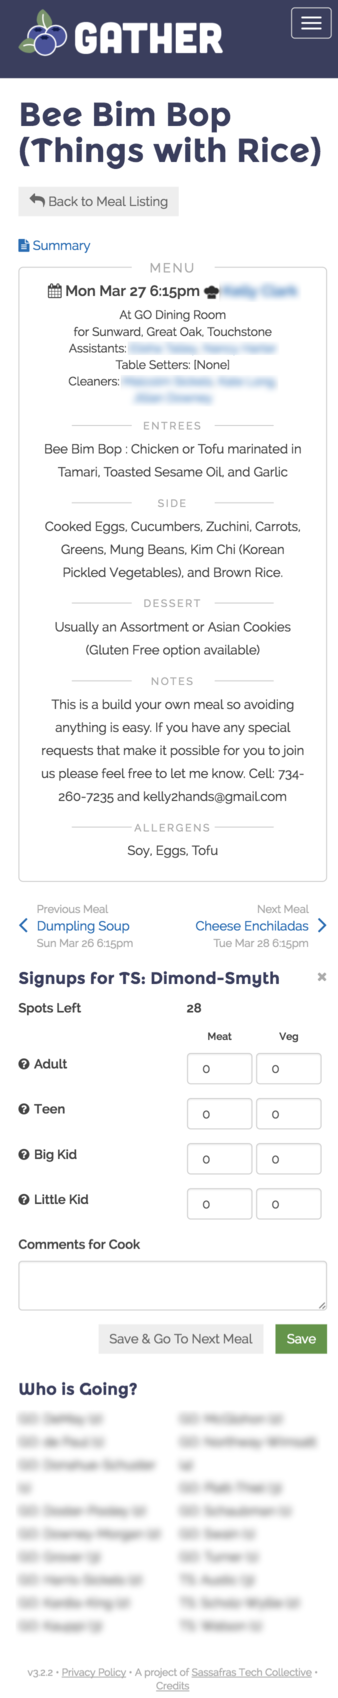 GATHER
Bee Bim Bop
(Things with Rice)
Back to Meal Listing
Summary
MENU
Mon Mar 27 6:15pm
At GO Dining Room
for Sunward, Great Oak, Touchstone
Assistants:
Table Setters: [None]
Cleaners:
ENTREES
Bee Bim Bop : Chicken or Tofu marinated in
Tamari, Toasted Sesame Oil, and Garlic
SIDE
Cooked Eggs, Cucumbers, Zuchini, Carrots,
Greens, Mung Beans, Kim Chi (Korean
Pickled Vegetables), and Brown Rice.
DESSERT
Usually an Assortment or Asian Cookies
(Gluten Free option available)
NOTES
This is a build your own meal so avoiding
anything is easy. If you have any special
requests that make it possible for you to join
us please feel free to let me know. Cell: 734-
260-7235 and kelly2hands@gmail.com
ALLERGENS
Soy, Eggs, Tofu
Previous Meal Next Meal
Dumpling Soup Cheese Enchiladas
Sun Mar 26 6:15pm Tue Mar 28 6:15pm
Signups for TS: Dimond-Smyth ×
Spots Left 28
Meat Veg
Adult 0 0
Teen 0 0
Big Kid 0 0
Little Kid 0 0
Comments for Cook
Save & Go To Next Meal Save
Who is Going?
v3.2.2 • Privacy Policy • A project of Sassafras Tech Collective •
Credits